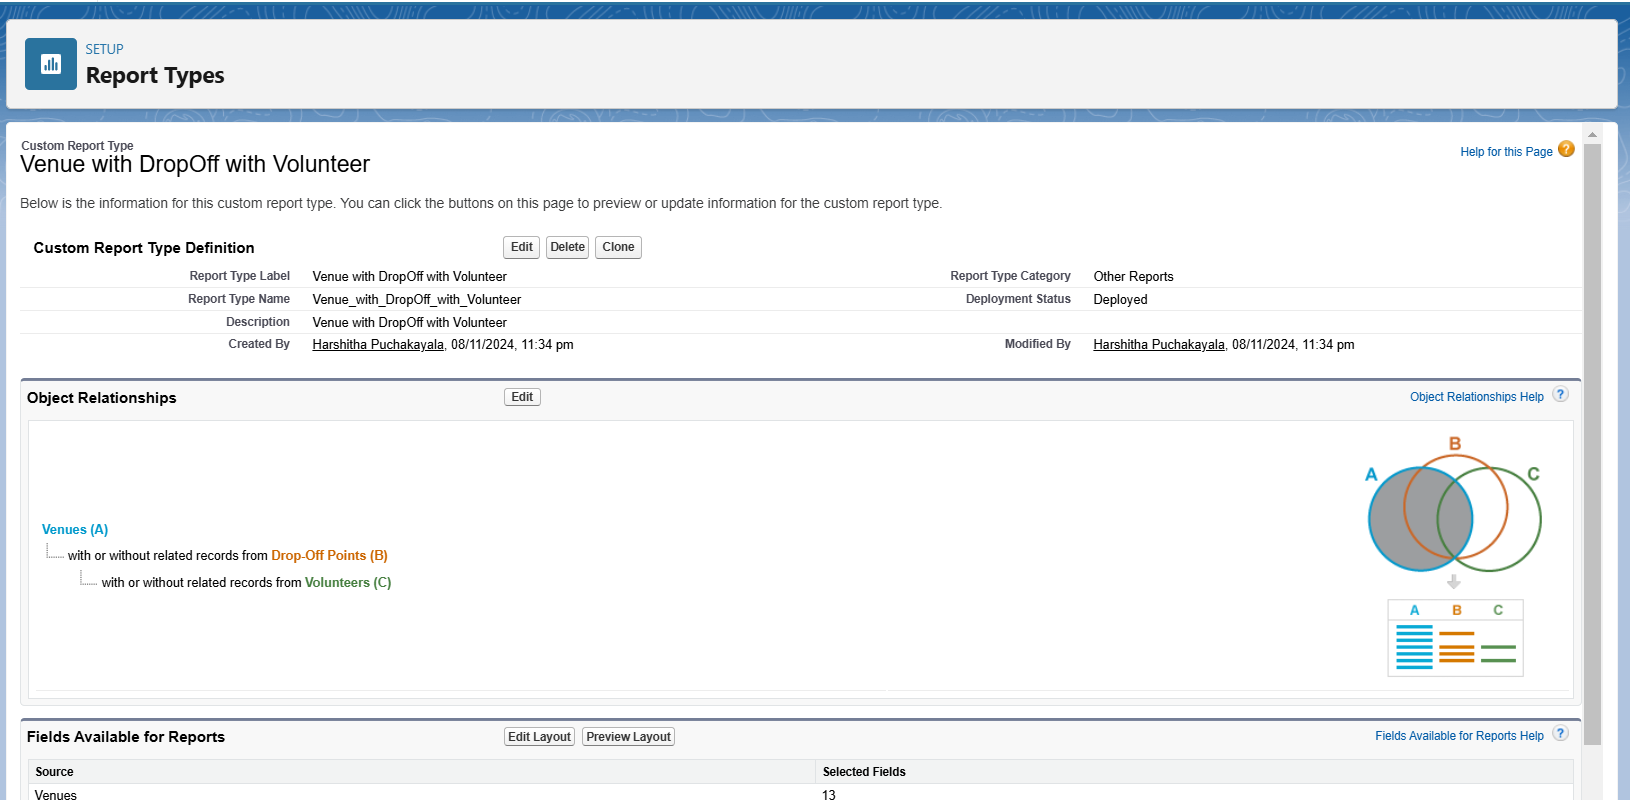 SETUP
Report Types
Custom Report Type
Venue with DropOff with Volunteer
Help for this Page ?
Below is the information for this custom report type. You can click the buttons on this page to preview or update information for the custom report type.
Custom Report Type Definition Edit Delete Clone
Report Type Label Venue with DropOff with Volunteer Report Type Category Other Reports
Report Type Name Venue_with_DropOff_with_Volunteer Deployment Status Deployed
Description Venue with DropOff with Volunteer
Created By Harshitha Puchakayala, 08/11/2024, 11:34 pm Modified By Harshitha Puchakayala, 08/11/2024, 11:34 pm
Object Relationships Edit Object Relationships Help ?
B
A C
Venues (A)
with or without related records from Drop-Off Points (B)
with or without related records from Volunteers (C)
A B C
Fields Available for Reports Edit Layout Preview Layout Fields Available for Reports Help ?
Source Selected Fields
Venues 13